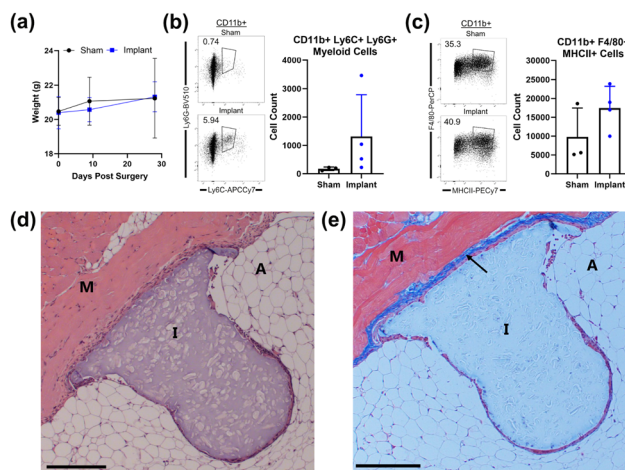 (a)
Sham
Implant
Weight (g)
24
22
20
18
16
0
10
20
30
Days Post Surgery
(b)
CD11b+
Sham
0.74
Implant
5.94
Ly6G-BV510
Ly6C-APCCy7
CD11b+ Ly6C+ Ly6G+
Myeloid Cells
Cell Count
4000
3000
2000
1000
0
Sham Implant
(c)
CD11b+
Sham
35.3
Implant
40.9
F4/80-PerCP
MHCII-PECy7
CD11b+ F4/80+
MHCII+ Cells
Cell Count
30000
25000
20000
15000
10000
5000
0
Sham Implant
(d)
M
A
I
(e)
M
A
I